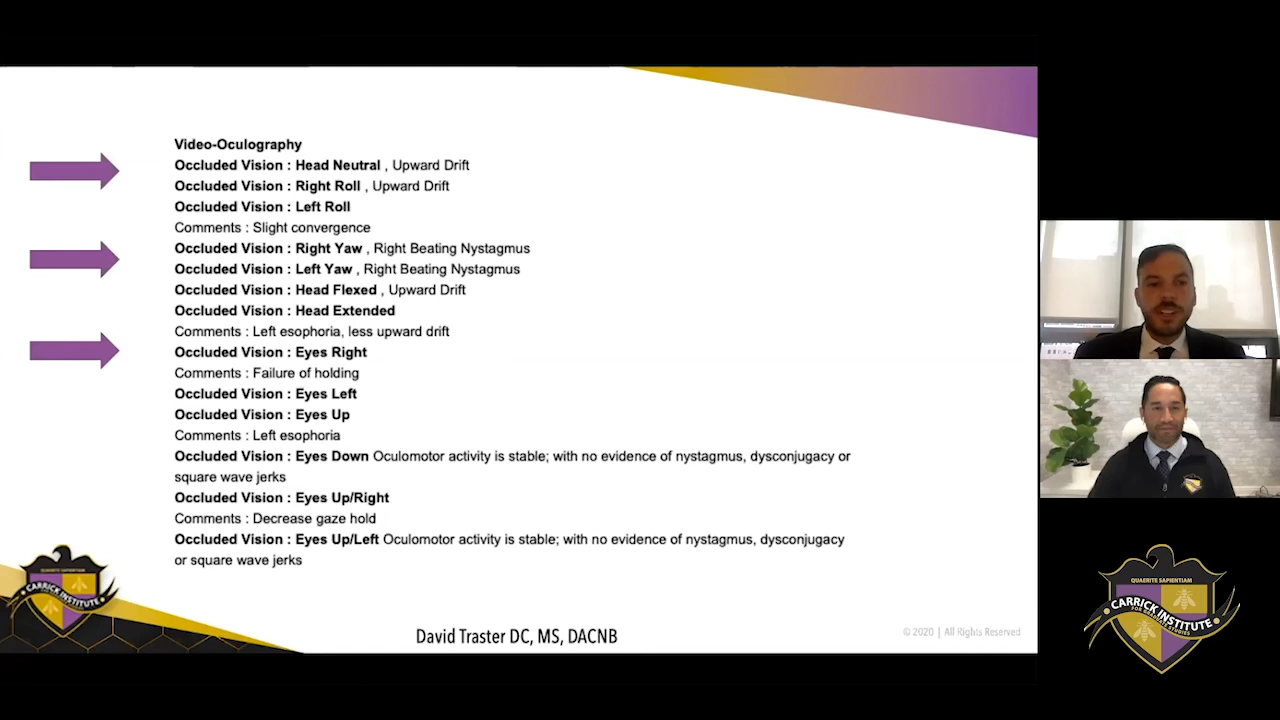 Video-Oculography
Occluded Vision : Head Neutral , Upward Drift
Occluded Vision : Right Roll , Upward Drift
Occluded Vision : Left Roll
Comments : Slight convergence
Occluded Vision : Right Yaw , Right Beating Nystagmus
Occluded Vision : Left Yaw , Right Beating Nystagmus
Occluded Vision : Head Flexed , Upward Drift
Occluded Vision : Head Extended
Comments : Left esophoria, less upward drift
Occluded Vision : Eyes Right
Comments : Failure of holding
Occluded Vision : Eyes Left
Occluded Vision : Eyes Up
Comments : Left esophoria
Occluded Vision : Eyes Down Oculomotor activity is stable; with no evidence of nystagmus, dysconjugacy or
square wave jerks
Occluded Vision : Eyes Up/Right
Comments : Decrease gaze hold
Occluded Vision : Eyes Up/Left Oculomotor activity is stable; with no evidence of nystagmus, dysconjugacy
or square wave jerks
David Traster DC, MS, DACNB
© 2020 | All Rights Reserved
QUAERITE SAPIENTIAM
CARRICK INSTITUTE
QUAERITE SAPIENTIAM
CARRICK INSTITUTE